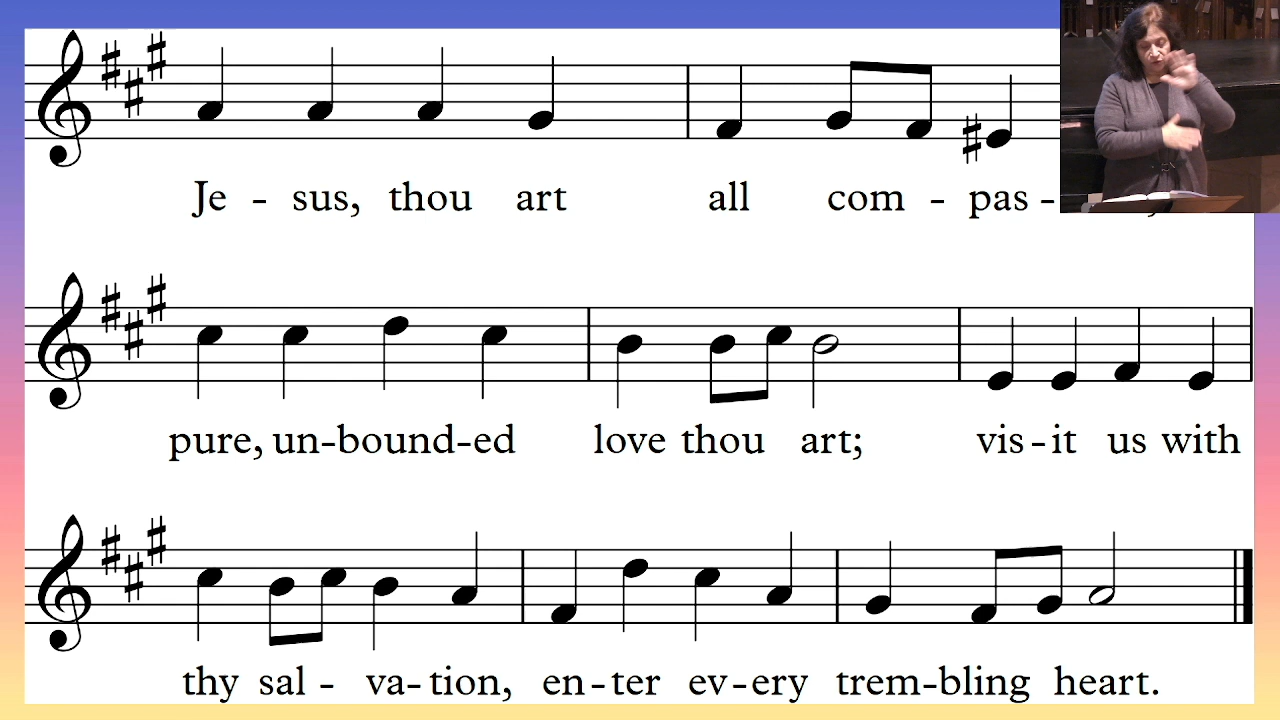 Je - sus, thou art all com - pas -
pure, un-bound-ed love thou art; vis-it us with
thy sal - va-tion, en-ter ev-ery trem-bling heart.